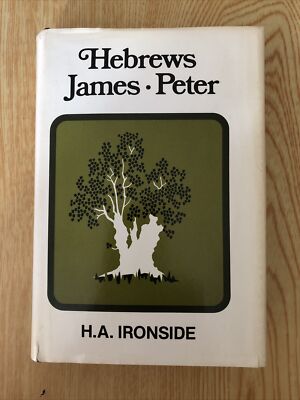 Hebrews
James · Peter
H.A. IRONSIDE